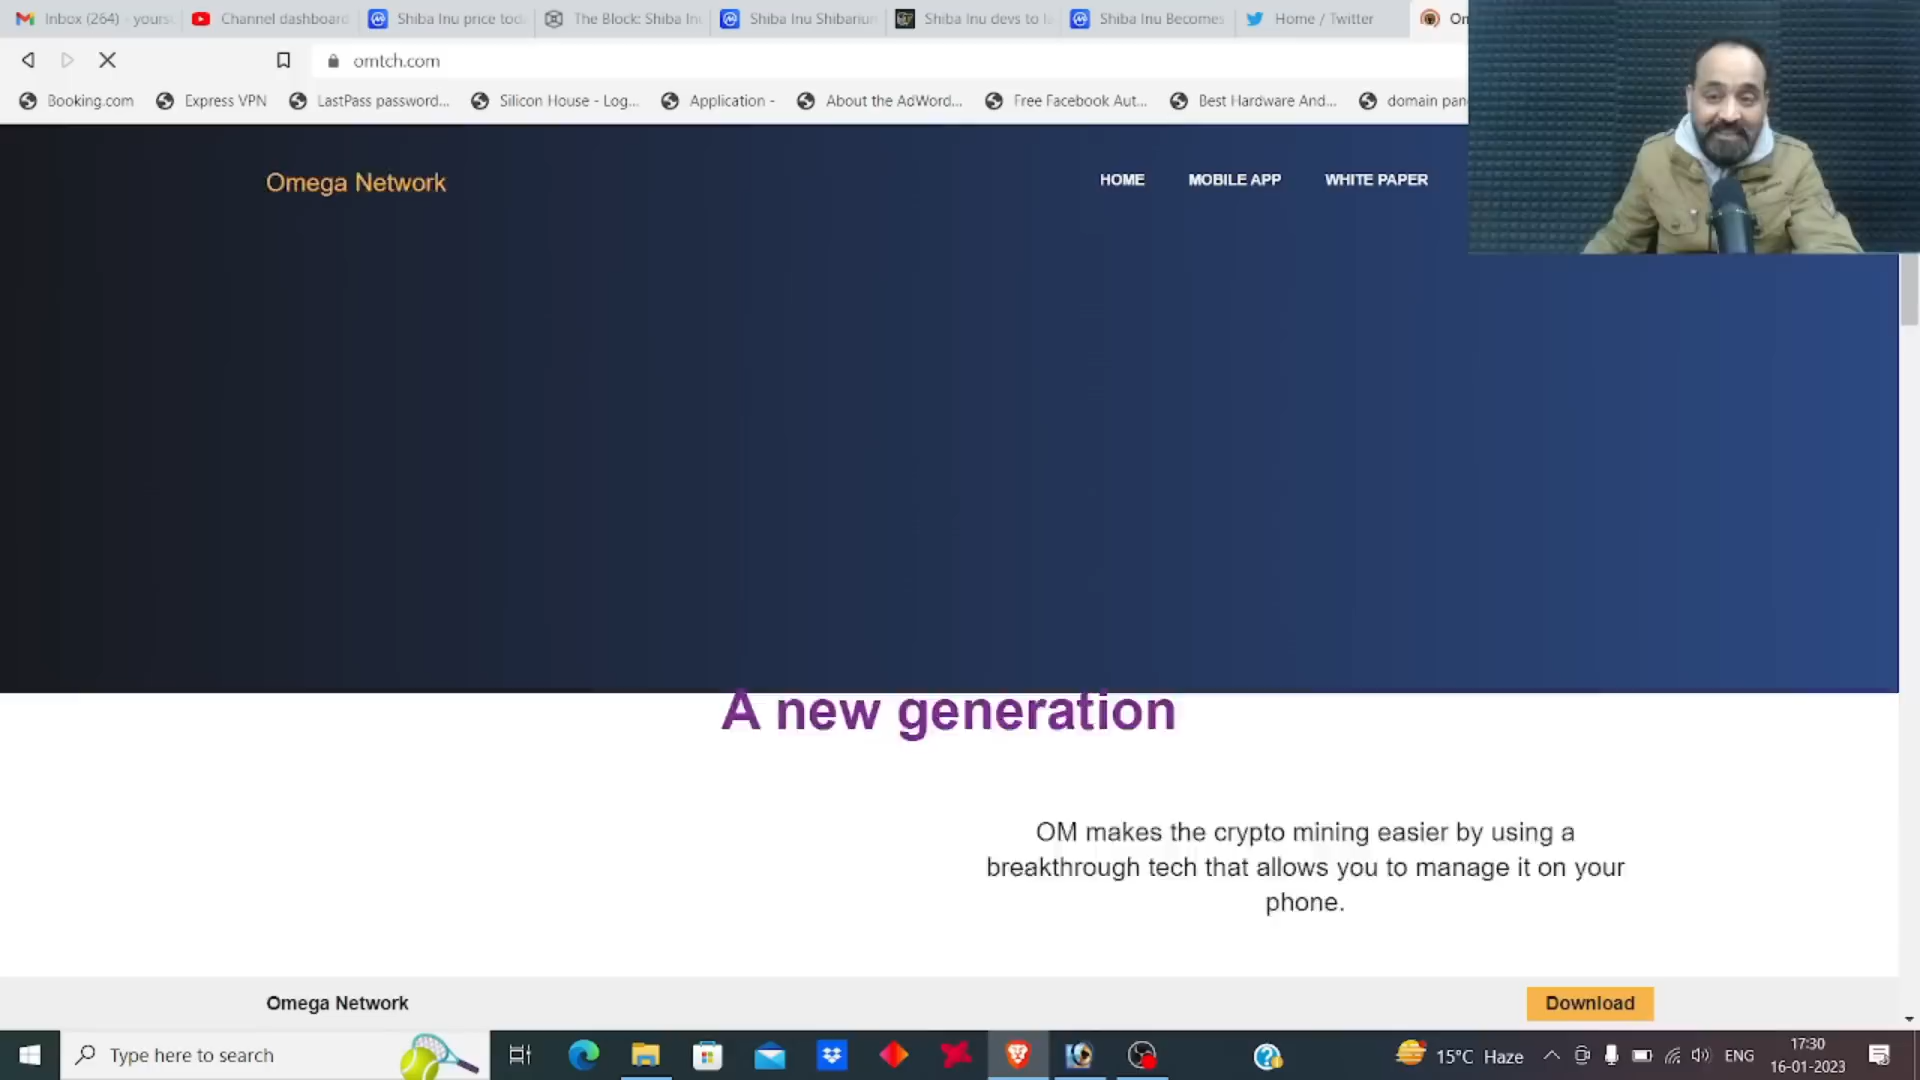 Inbox (264) - yours
Channel dashboard
Shiba Inu price tod
The Block: Shiba In
Shiba Inu Shibarium
Shiba Inu devs to l
Shiba Inu Becomes
Home / Twitter
Om
omtch.com
Booking.com
Express VPN
LastPass password...
Silicon House - Log...
Application -
About the AdWord...
Free Facebook Aut...
Best Hardware And...
domain pan
Omega Network
HOME
MOBILE APP
WHITE PAPER
A new generation
OM makes the crypto mining easier by using a
breakthrough tech that allows you to manage it on your
phone.
Omega Network
Download
Type here to search
15°C Haze
ENG
17:30
16-01-2023